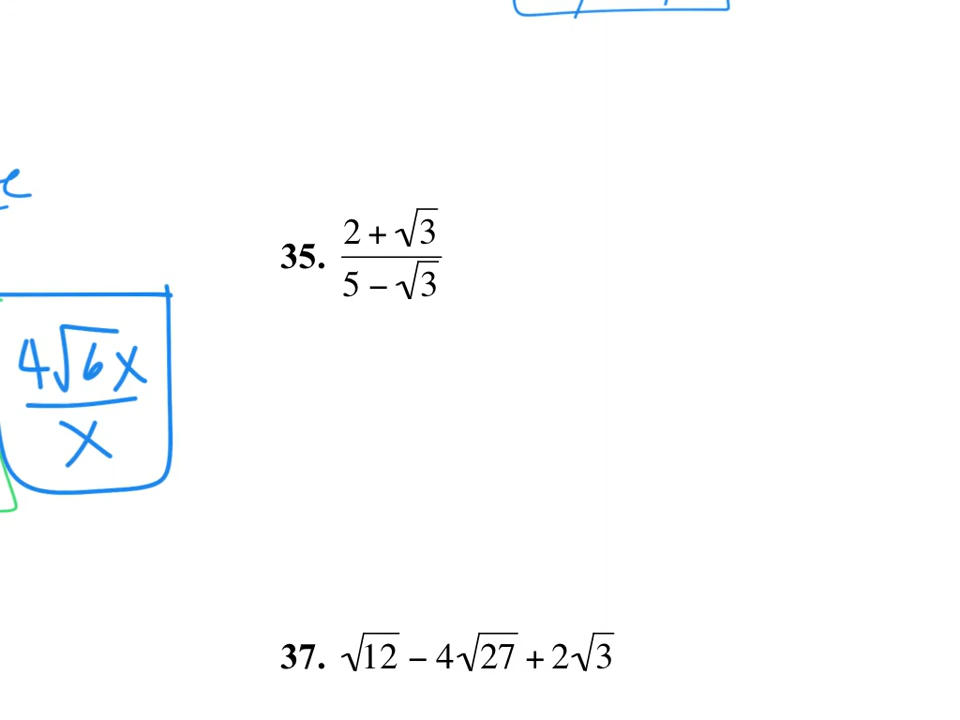 35. (2 + √3)/(5 − √3)
4√6x/x
37. √12 − 4√27 + 2√3